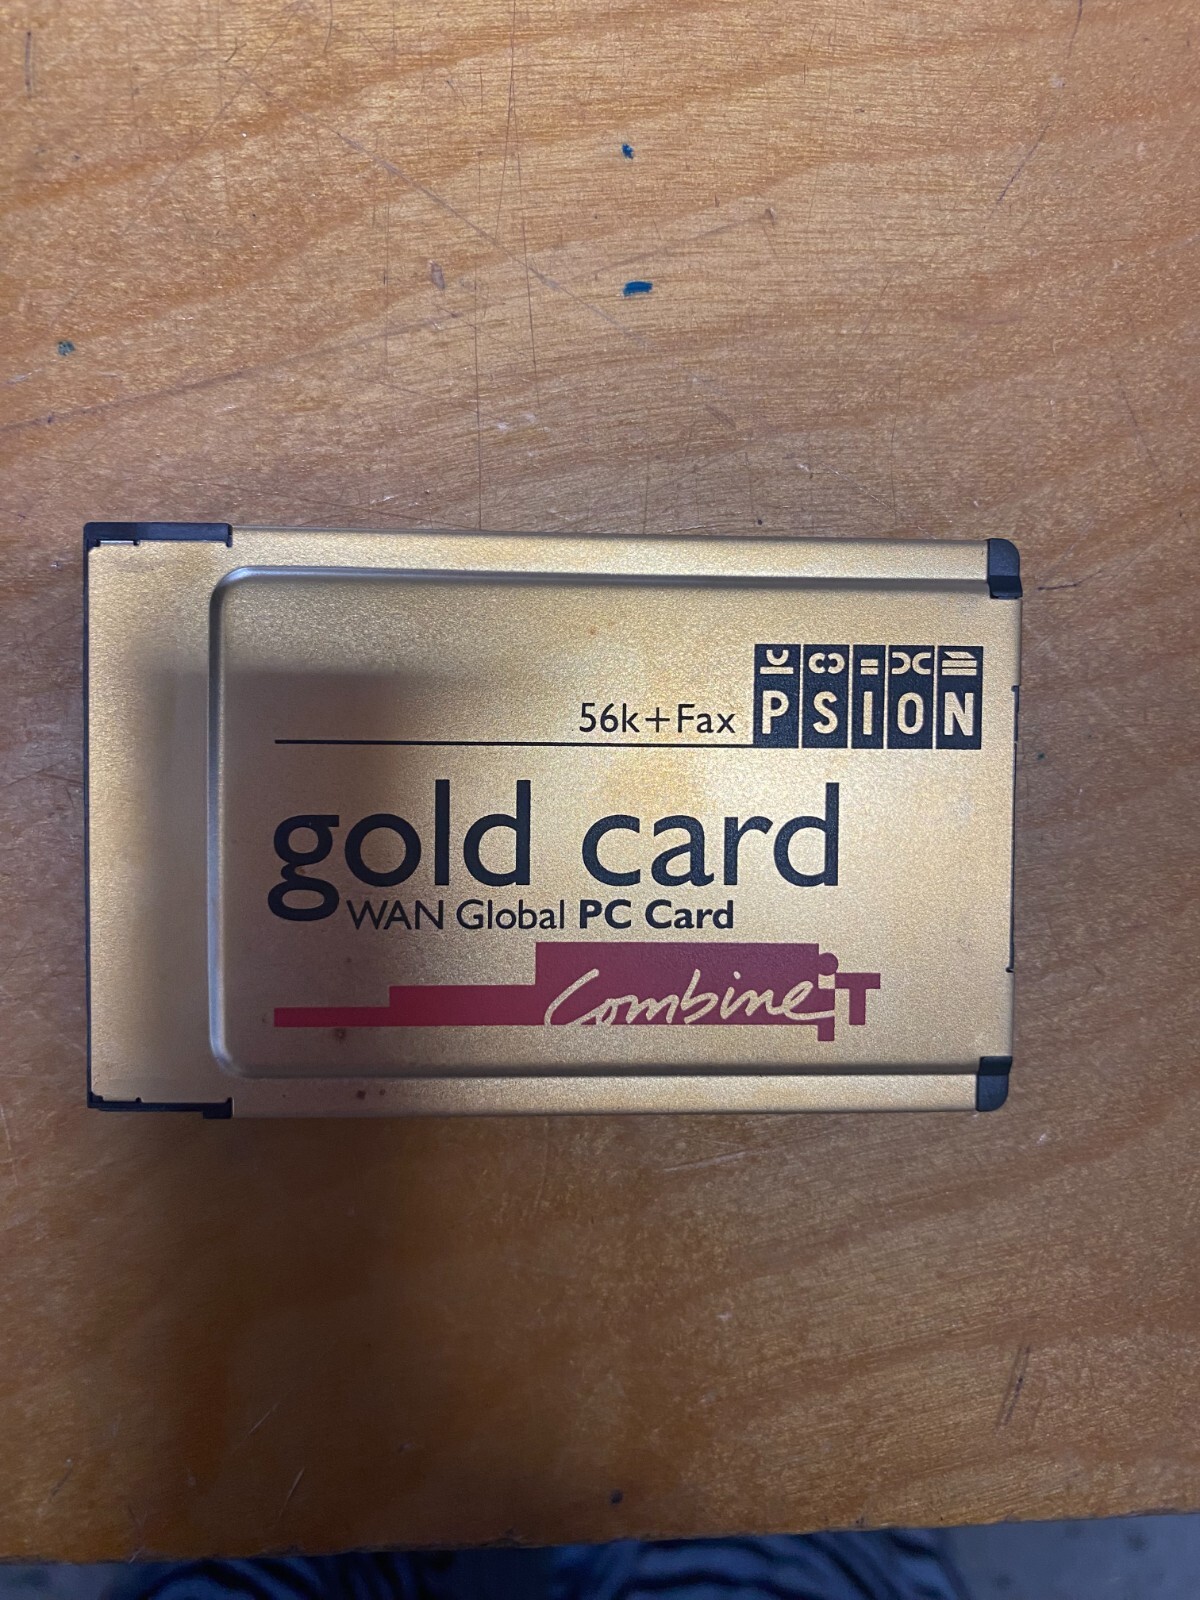 56k+Fax PSION
gold card
WAN Global PC Card
CombineiT